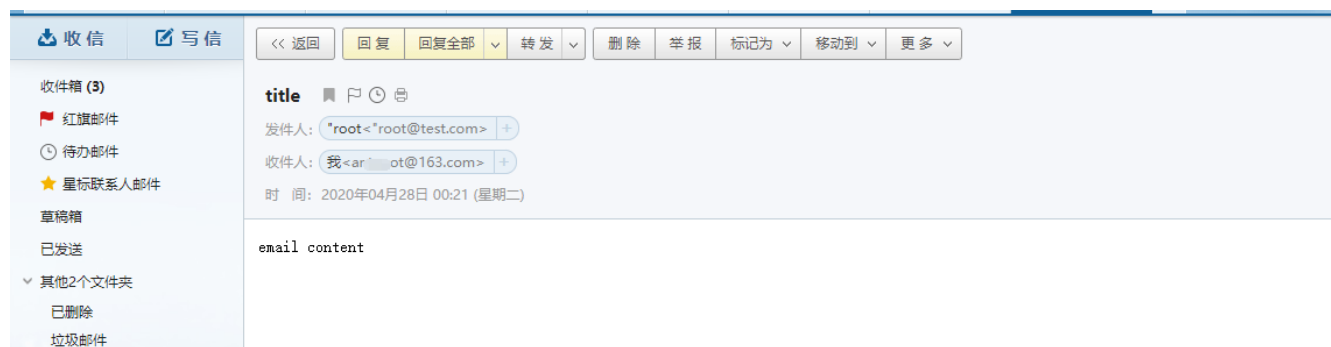 收信 写信
<< 返回 回复 回复全部 转发 删除 举报 标记为 移动到 更多
收件箱 (3)
红旗邮件
待办邮件
星标联系人邮件
草稿箱
已发送
其他2个文件夹
已删除
垃圾邮件
title
发件人: "root<"root@test.com> +
收件人: 我<ar ot@163.com> +
时 间: 2020年04月28日 00:21 (星期二)
email content